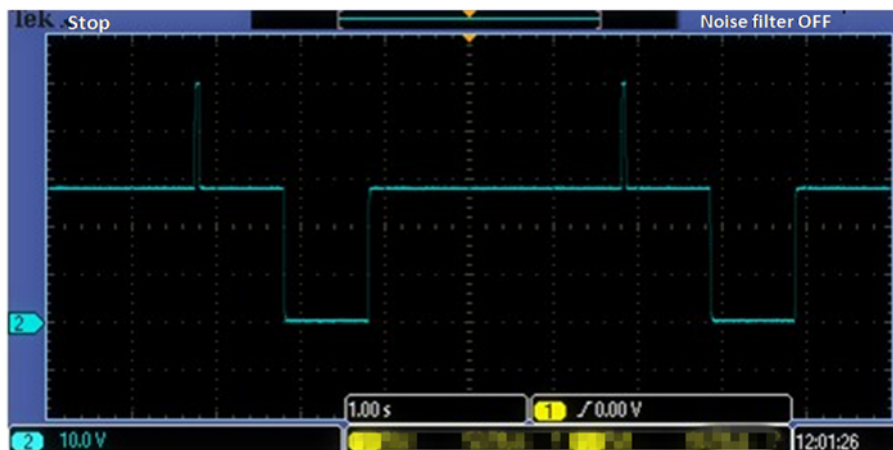 Tek Stop
Noise filter OFF
2
1.00 s
1 ∫ 0.00 V
2 10.0 V
12:01:26